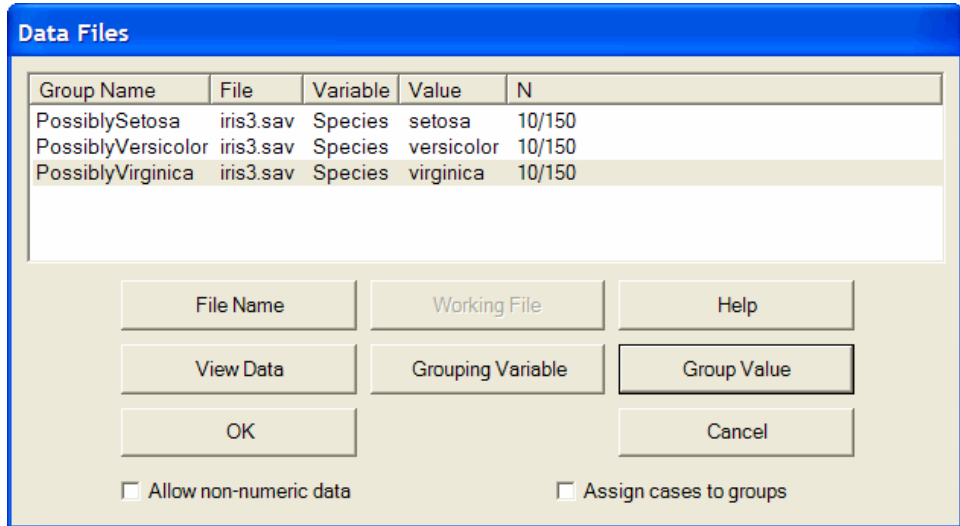 Data Files
Group Name File Variable Value N
PossiblySetosa iris3.sav Species setosa 10/150
PossiblyVersicolor iris3.sav Species versicolor 10/150
PossiblyVirginica iris3.sav Species virginica 10/150
File Name Working File Help
View Data Grouping Variable Group Value
OK Cancel
Allow non-numeric data Assign cases to groups